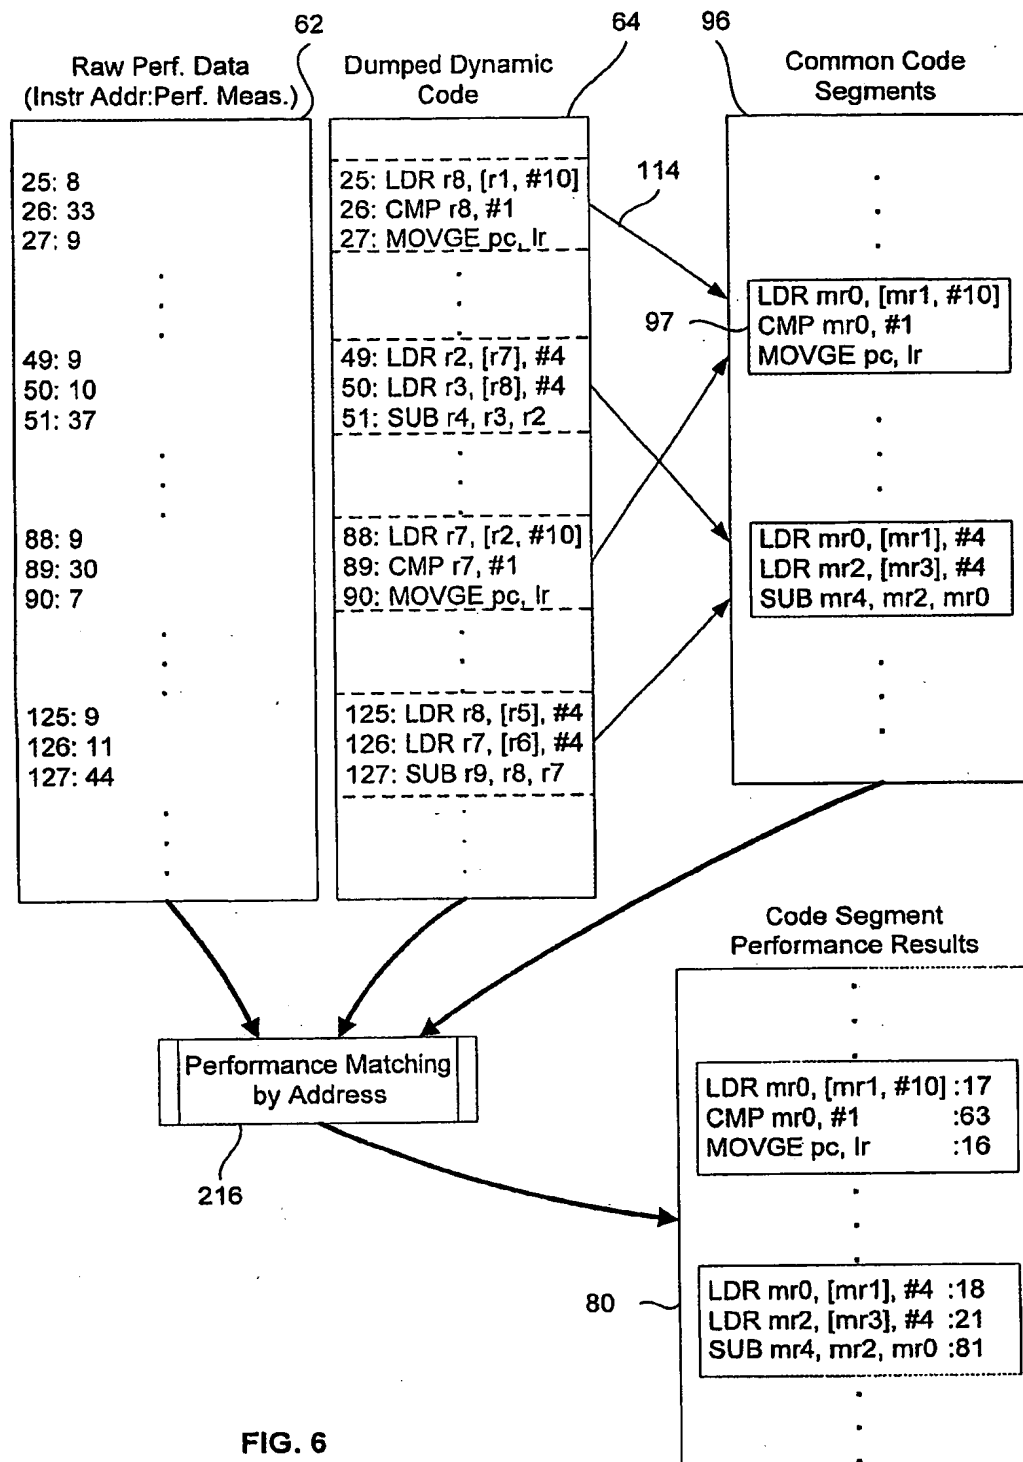 62
64
96
Raw Perf. Data
(Instr Addr:Perf. Meas.)
Dumped Dynamic
Code
Common Code
Segments
25: 8
26: 33
27: 9
49: 9
50: 10
51: 37
88: 9
89: 30
90: 7
125: 9
126: 11
127: 44
25: LDR r8, [r1, #10]
26: CMP r8, #1
27: MOVGE pc, lr
49: LDR r2, [r7], #4
50: LDR r3, [r8], #4
51: SUB r4, r3, r2
88: LDR r7, [r2, #10]
89: CMP r7, #1
90: MOVGE pc, lr
125: LDR r8, [r5], #4
126: LDR r7, [r6], #4
127: SUB r9, r8, r7
114
97
LDR mr0, [mr1, #10]
CMP mr0, #1
MOVGE pc, lr
LDR mr0, [mr1], #4
LDR mr2, [mr3], #4
SUB mr4, mr2, mr0
Performance Matching
by Address
216
Code Segment
Performance Results
LDR mr0, [mr1, #10] :17
CMP mr0, #1 :63
MOVGE pc, lr :16
80
LDR mr0, [mr1], #4 :18
LDR mr2, [mr3], #4 :21
SUB mr4, mr2, mr0 :81
FIG. 6